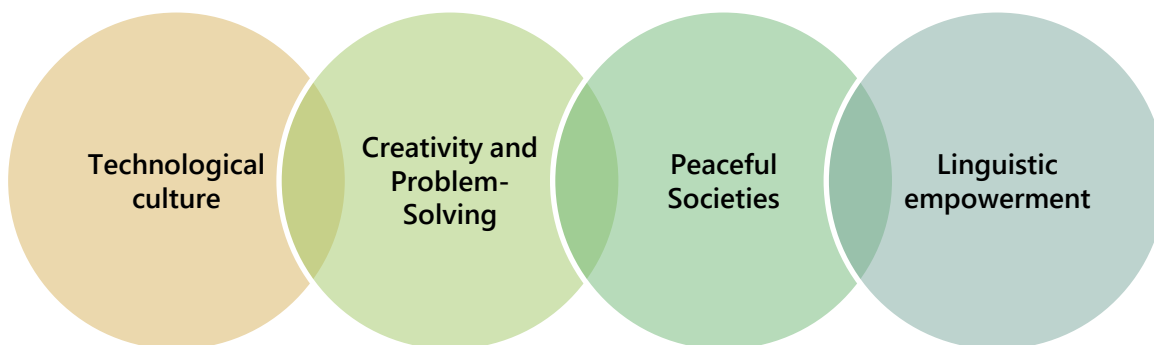 Technological
culture
Creativity and
Problem-
Solving
Peaceful
Societies
Linguistic
empowerment